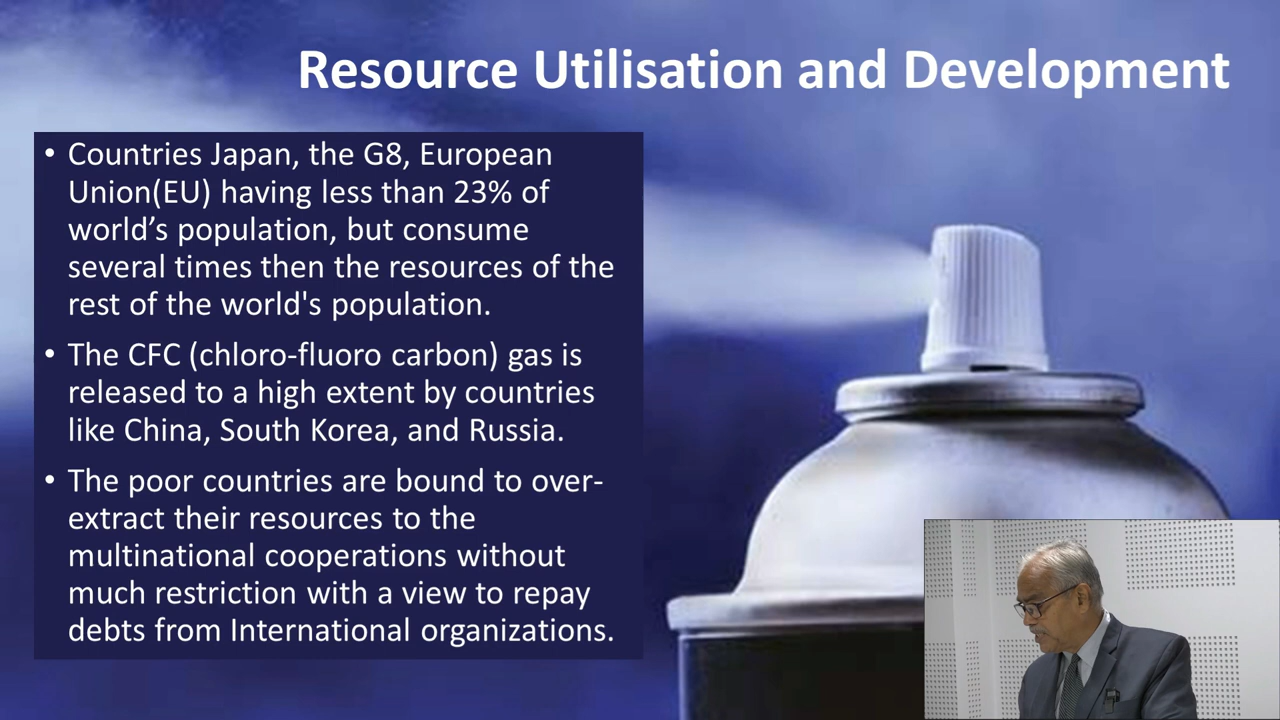 Resource Utilisation and Development
• Countries Japan, the G8, European
Union(EU) having less than 23% of
world’s population, but consume
several times then the resources of the
rest of the world's population.
• The CFC (chloro-fluoro carbon) gas is
released to a high extent by countries
like China, South Korea, and Russia.
• The poor countries are bound to over-
extract their resources to the
multinational cooperations without
much restriction with a view to repay
debts from International organizations.